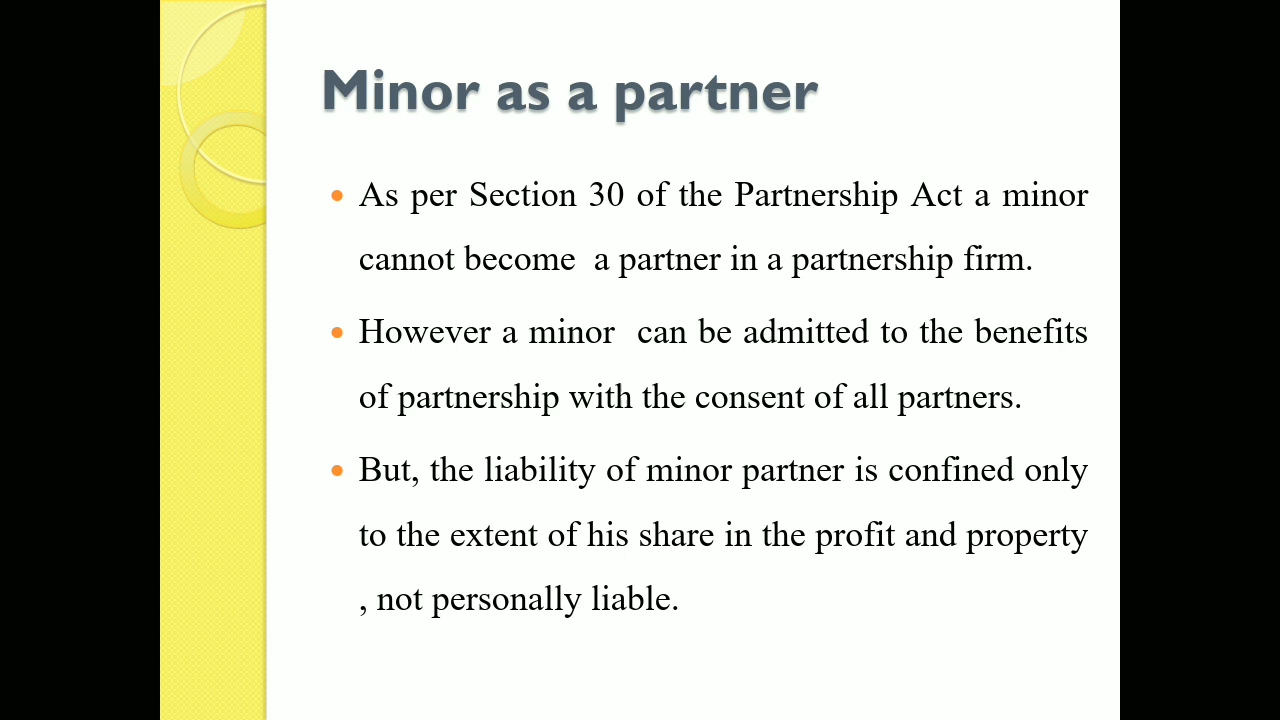 Minor as a partner
As per Section 30 of the Partnership Act a minor
cannot become  a partner in a partnership firm.
However a minor  can be admitted to the benefits
of partnership with the consent of all partners.
But, the liability of minor partner is confined only
to the extent of his share in the profit and property
, not personally liable.